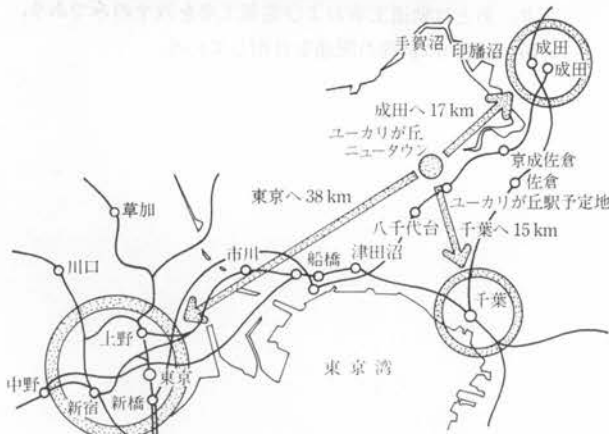 手賀沼
印旛沼
成田
成田
成田へ 17 km
ユーカリが丘
ニュータウン
京成佐倉
佐倉
ユーカリが丘駅予定地
東京へ 38 km
八千代台
千葉へ 15 km
草加
市川
船橋
津田沼
川口
千葉
上野
東京
東京湾
中野
新宿
新橋